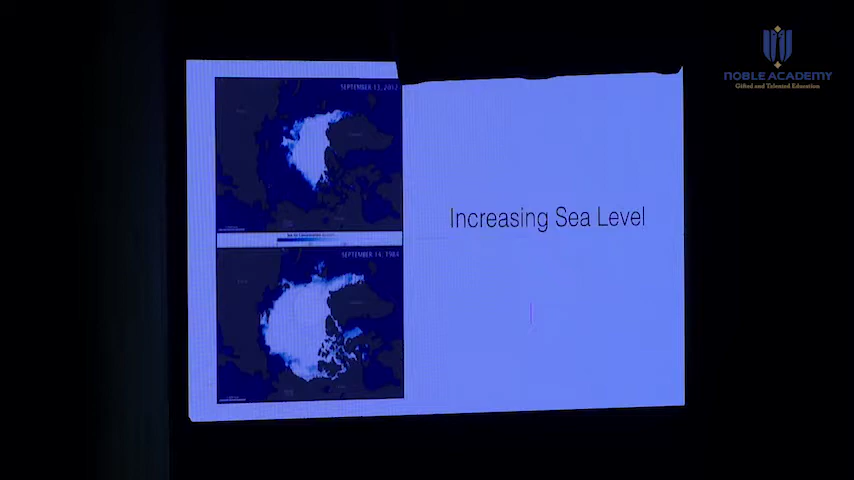 NOBLE ACADEMY
Gifted and Talented Education
SEPTEMBER 13, 2012
Increasing Sea Level
SEPTEMBER 14, 1984